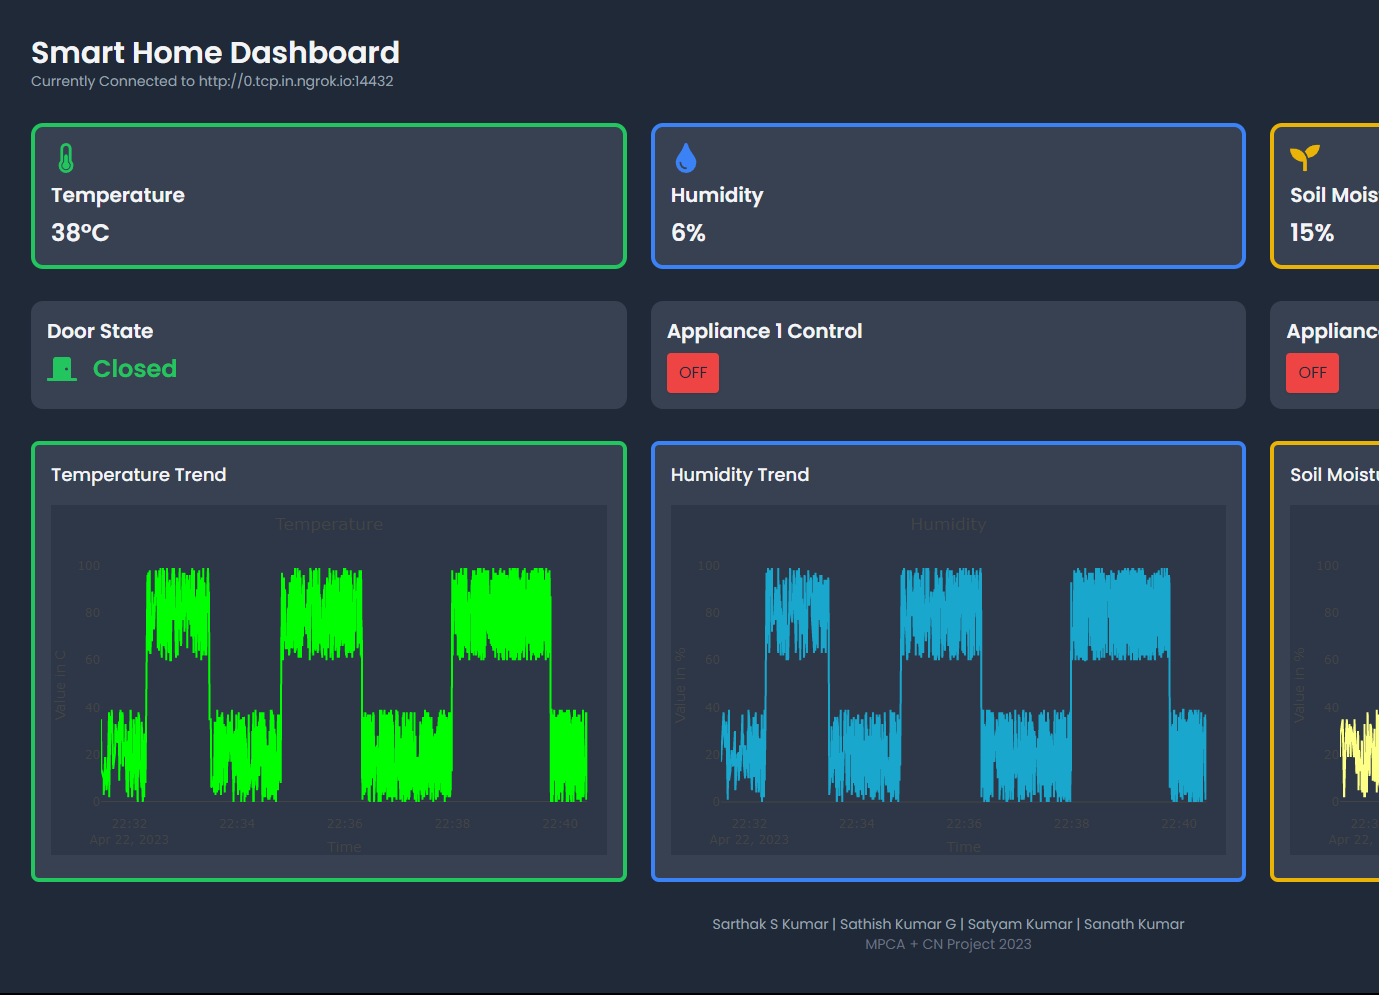 Smart Home Dashboard
Currently Connected to http://0.tcp.in.ngrok.io:14432
Temperature
38°C
Humidity
6%
Soil Mois
15%
Door State
Closed
Appliance 1 Control
OFF
Applianc
OFF
Temperature Trend
Temperature
100
80
60
40
20
0
Value in C
22:32
Apr 22, 2023
22:34
22:36
22:38
22:40
Time
Humidity Trend
Humidity
100
80
60
40
20
0
Value in %
22:32
Apr 22, 2023
22:34
22:36
22:38
22:40
Time
Soil Moistu
100
80
60
40
20
0
Value in %
22:3
Apr 22,
Sarthak S Kumar | Sathish Kumar G | Satyam Kumar | Sanath Kumar
MPCA + CN Project 2023